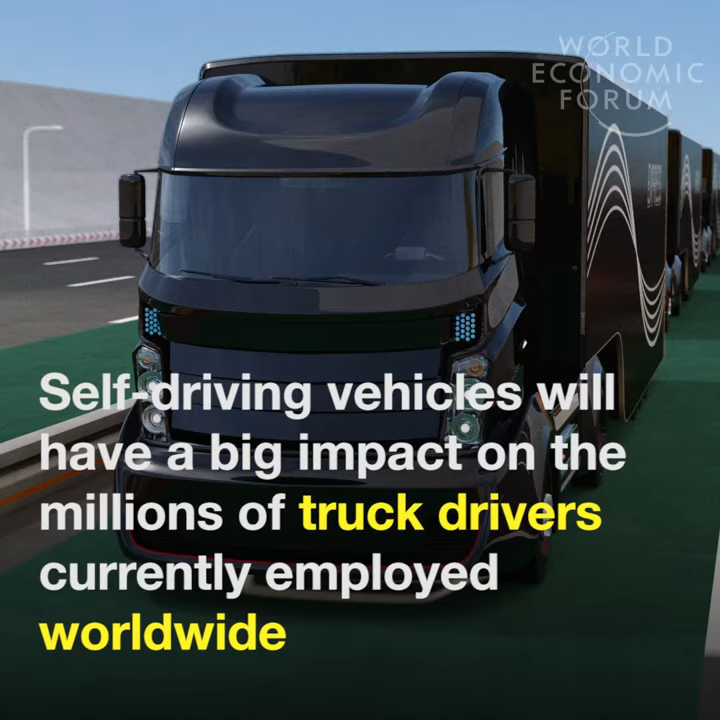 WORLD
ECONOMIC
FORUM
Self-driving vehicles will
have a big impact on the
millions of truck drivers
currently employed
worldwide